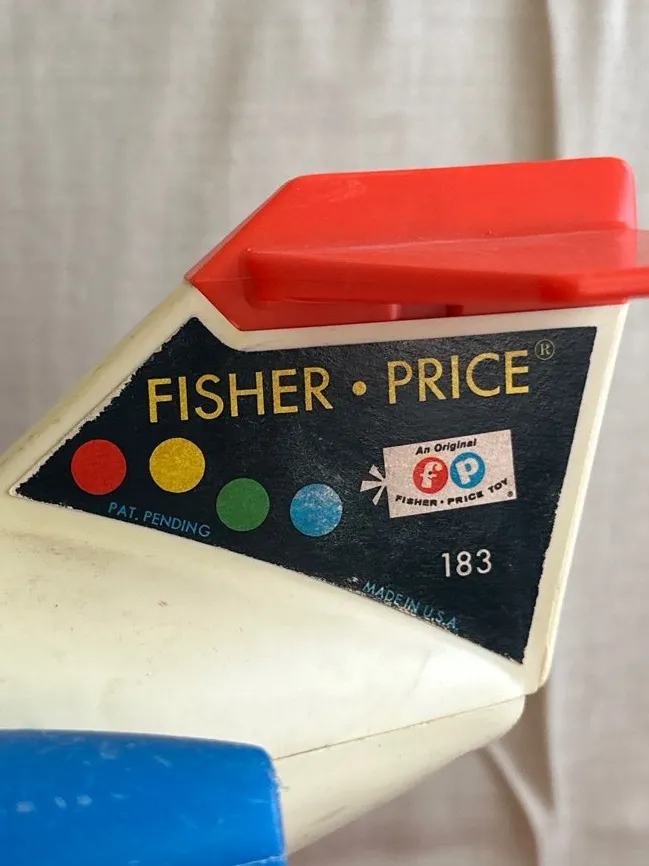 FISHER • PRICE®
An Original
fp
FISHER • PRICE TOY®
PAT. PENDING
183
MADE IN U.S.A.